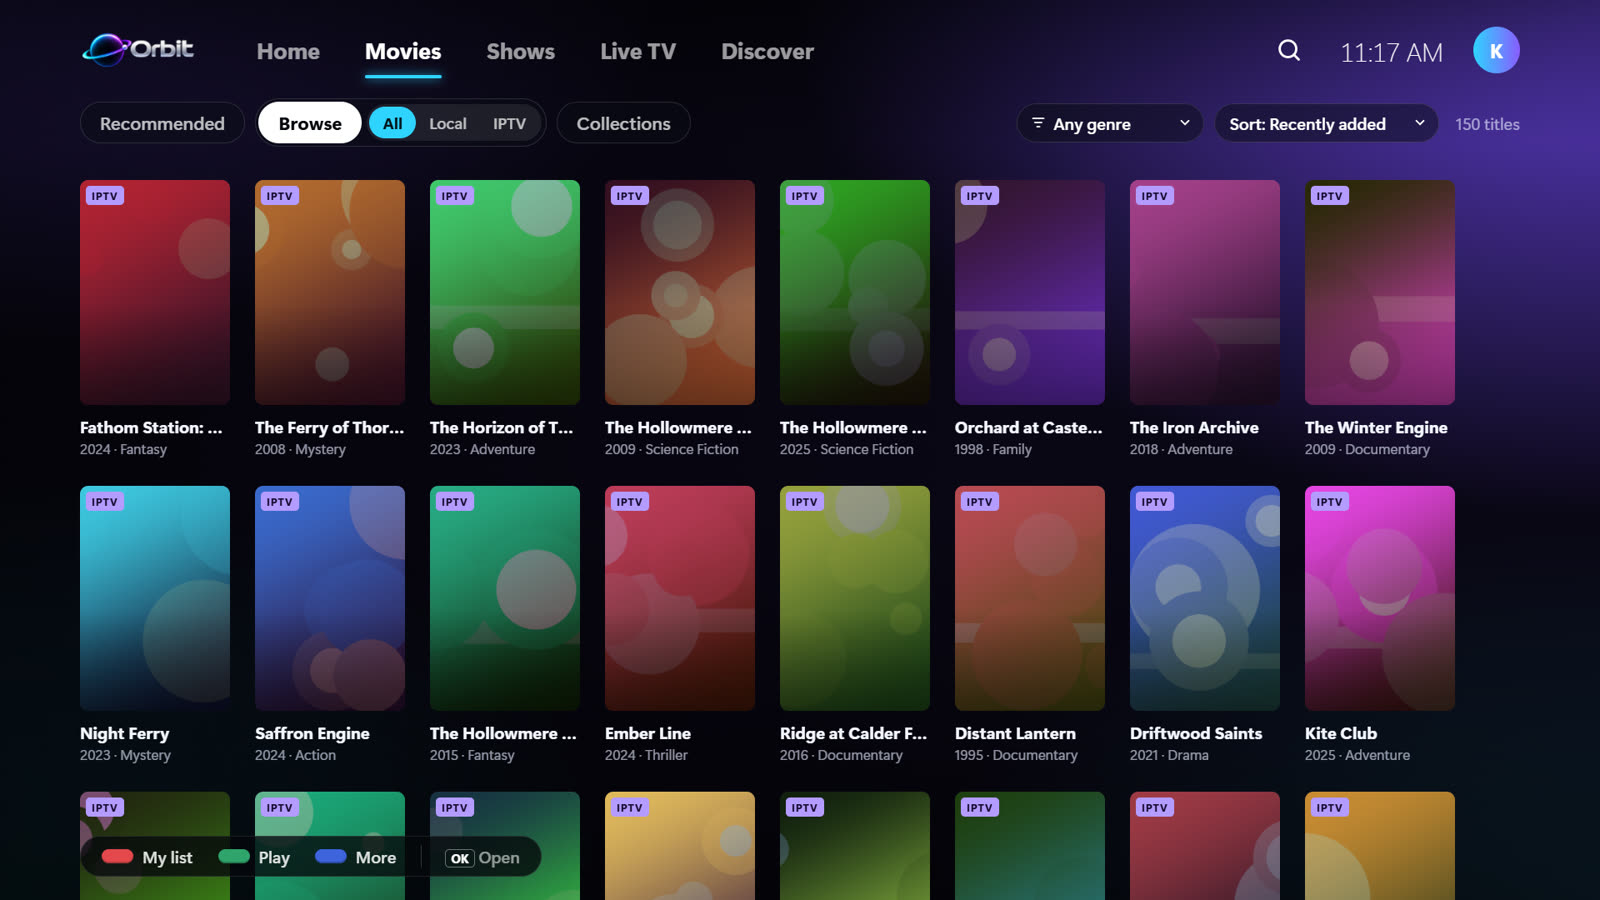 Orbit Home Movies Shows Live TV Discover 11:17 AM K
Recommended Browse All Local IPTV Collections Any genre Sort: Recently added 150 titles
IPTV IPTV IPTV IPTV IPTV IPTV IPTV IPTV
Fathom Station: ... The Ferry of Thor... The Horizon of T... The Hollowmere ... The Hollowmere ... Orchard at Caste... The Iron Archive The Winter Engine
2024 · Fantasy 2008 · Mystery 2023 · Adventure 2009 · Science Fiction 2025 · Science Fiction 1998 · Family 2018 · Adventure 2009 · Documentary
IPTV IPTV IPTV IPTV IPTV IPTV IPTV IPTV
Night Ferry Saffron Engine The Hollowmere ... Ember Line Ridge at Calder F... Distant Lantern Driftwood Saints Kite Club
2023 · Mystery 2024 · Action 2015 · Fantasy 2024 · Thriller 2016 · Documentary 1995 · Documentary 2021 · Drama 2025 · Adventure
IPTV IPTV IPTV IPTV IPTV IPTV IPTV IPTV
My list Play More OK Open